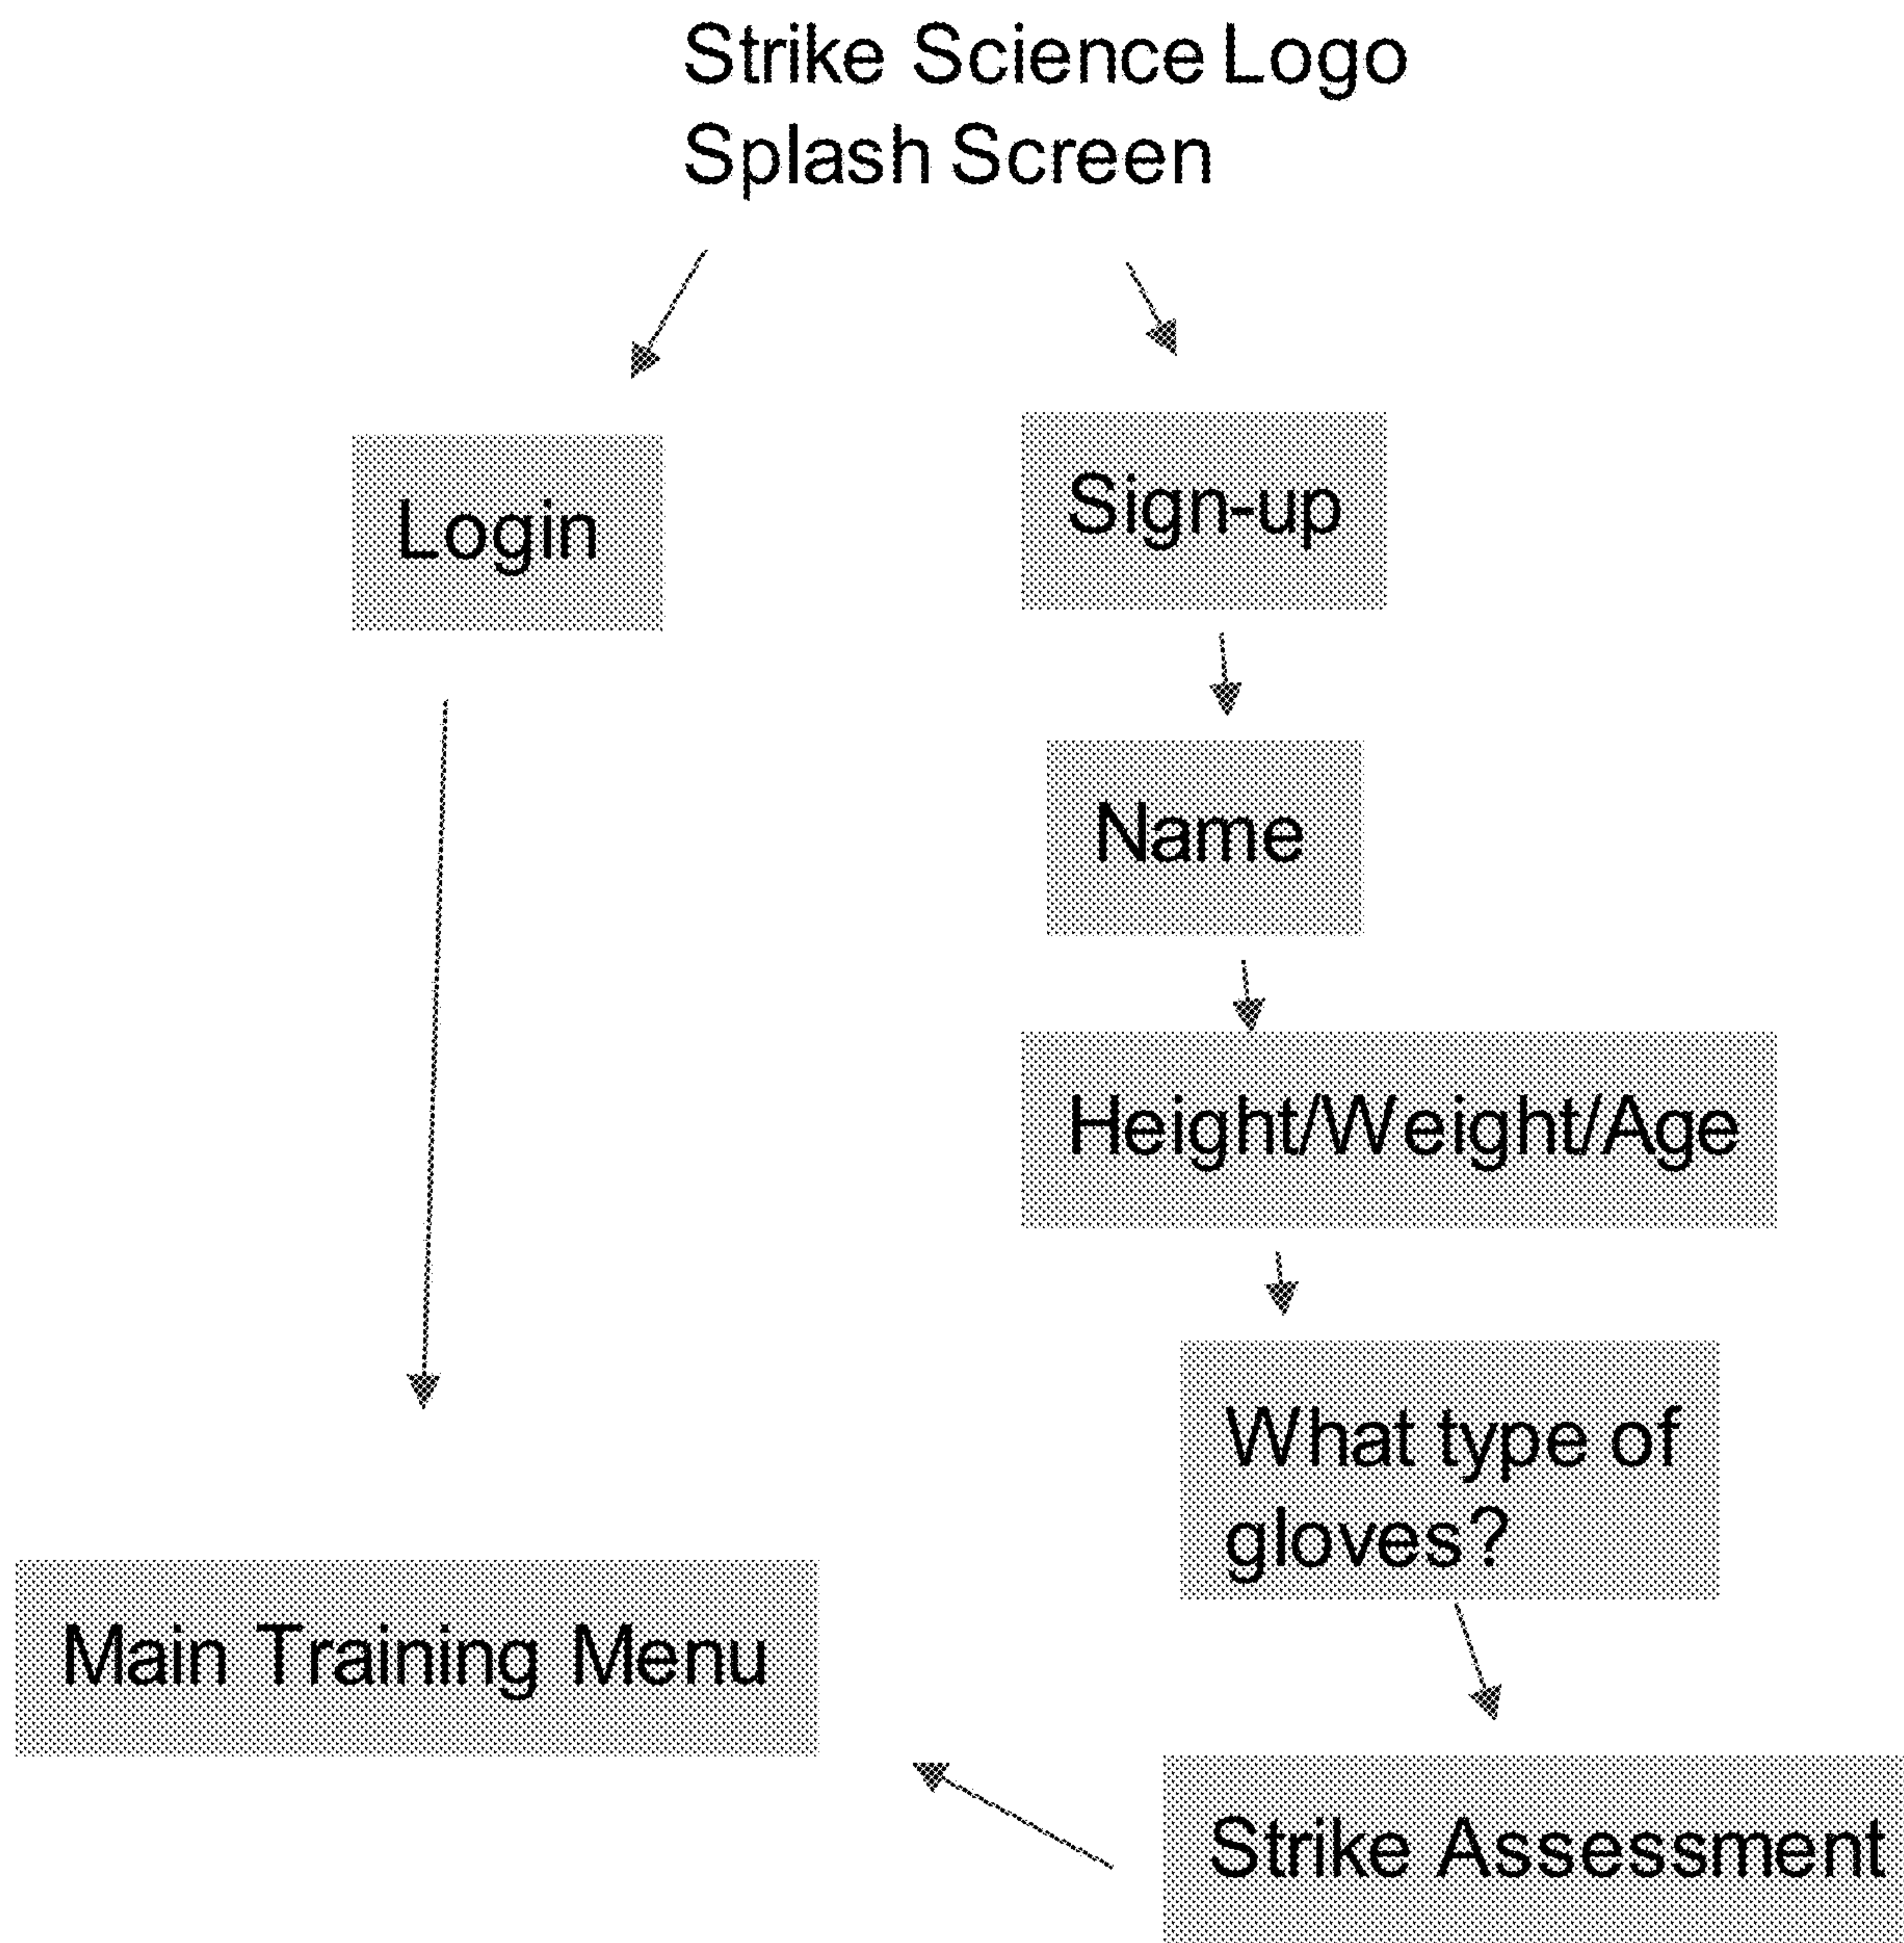 Strike Science Logo
Splash Screen
Login
Sign-up
Name
Height/Weight/Age
What type of
gloves?
Main Training Menu
Strike Assessment